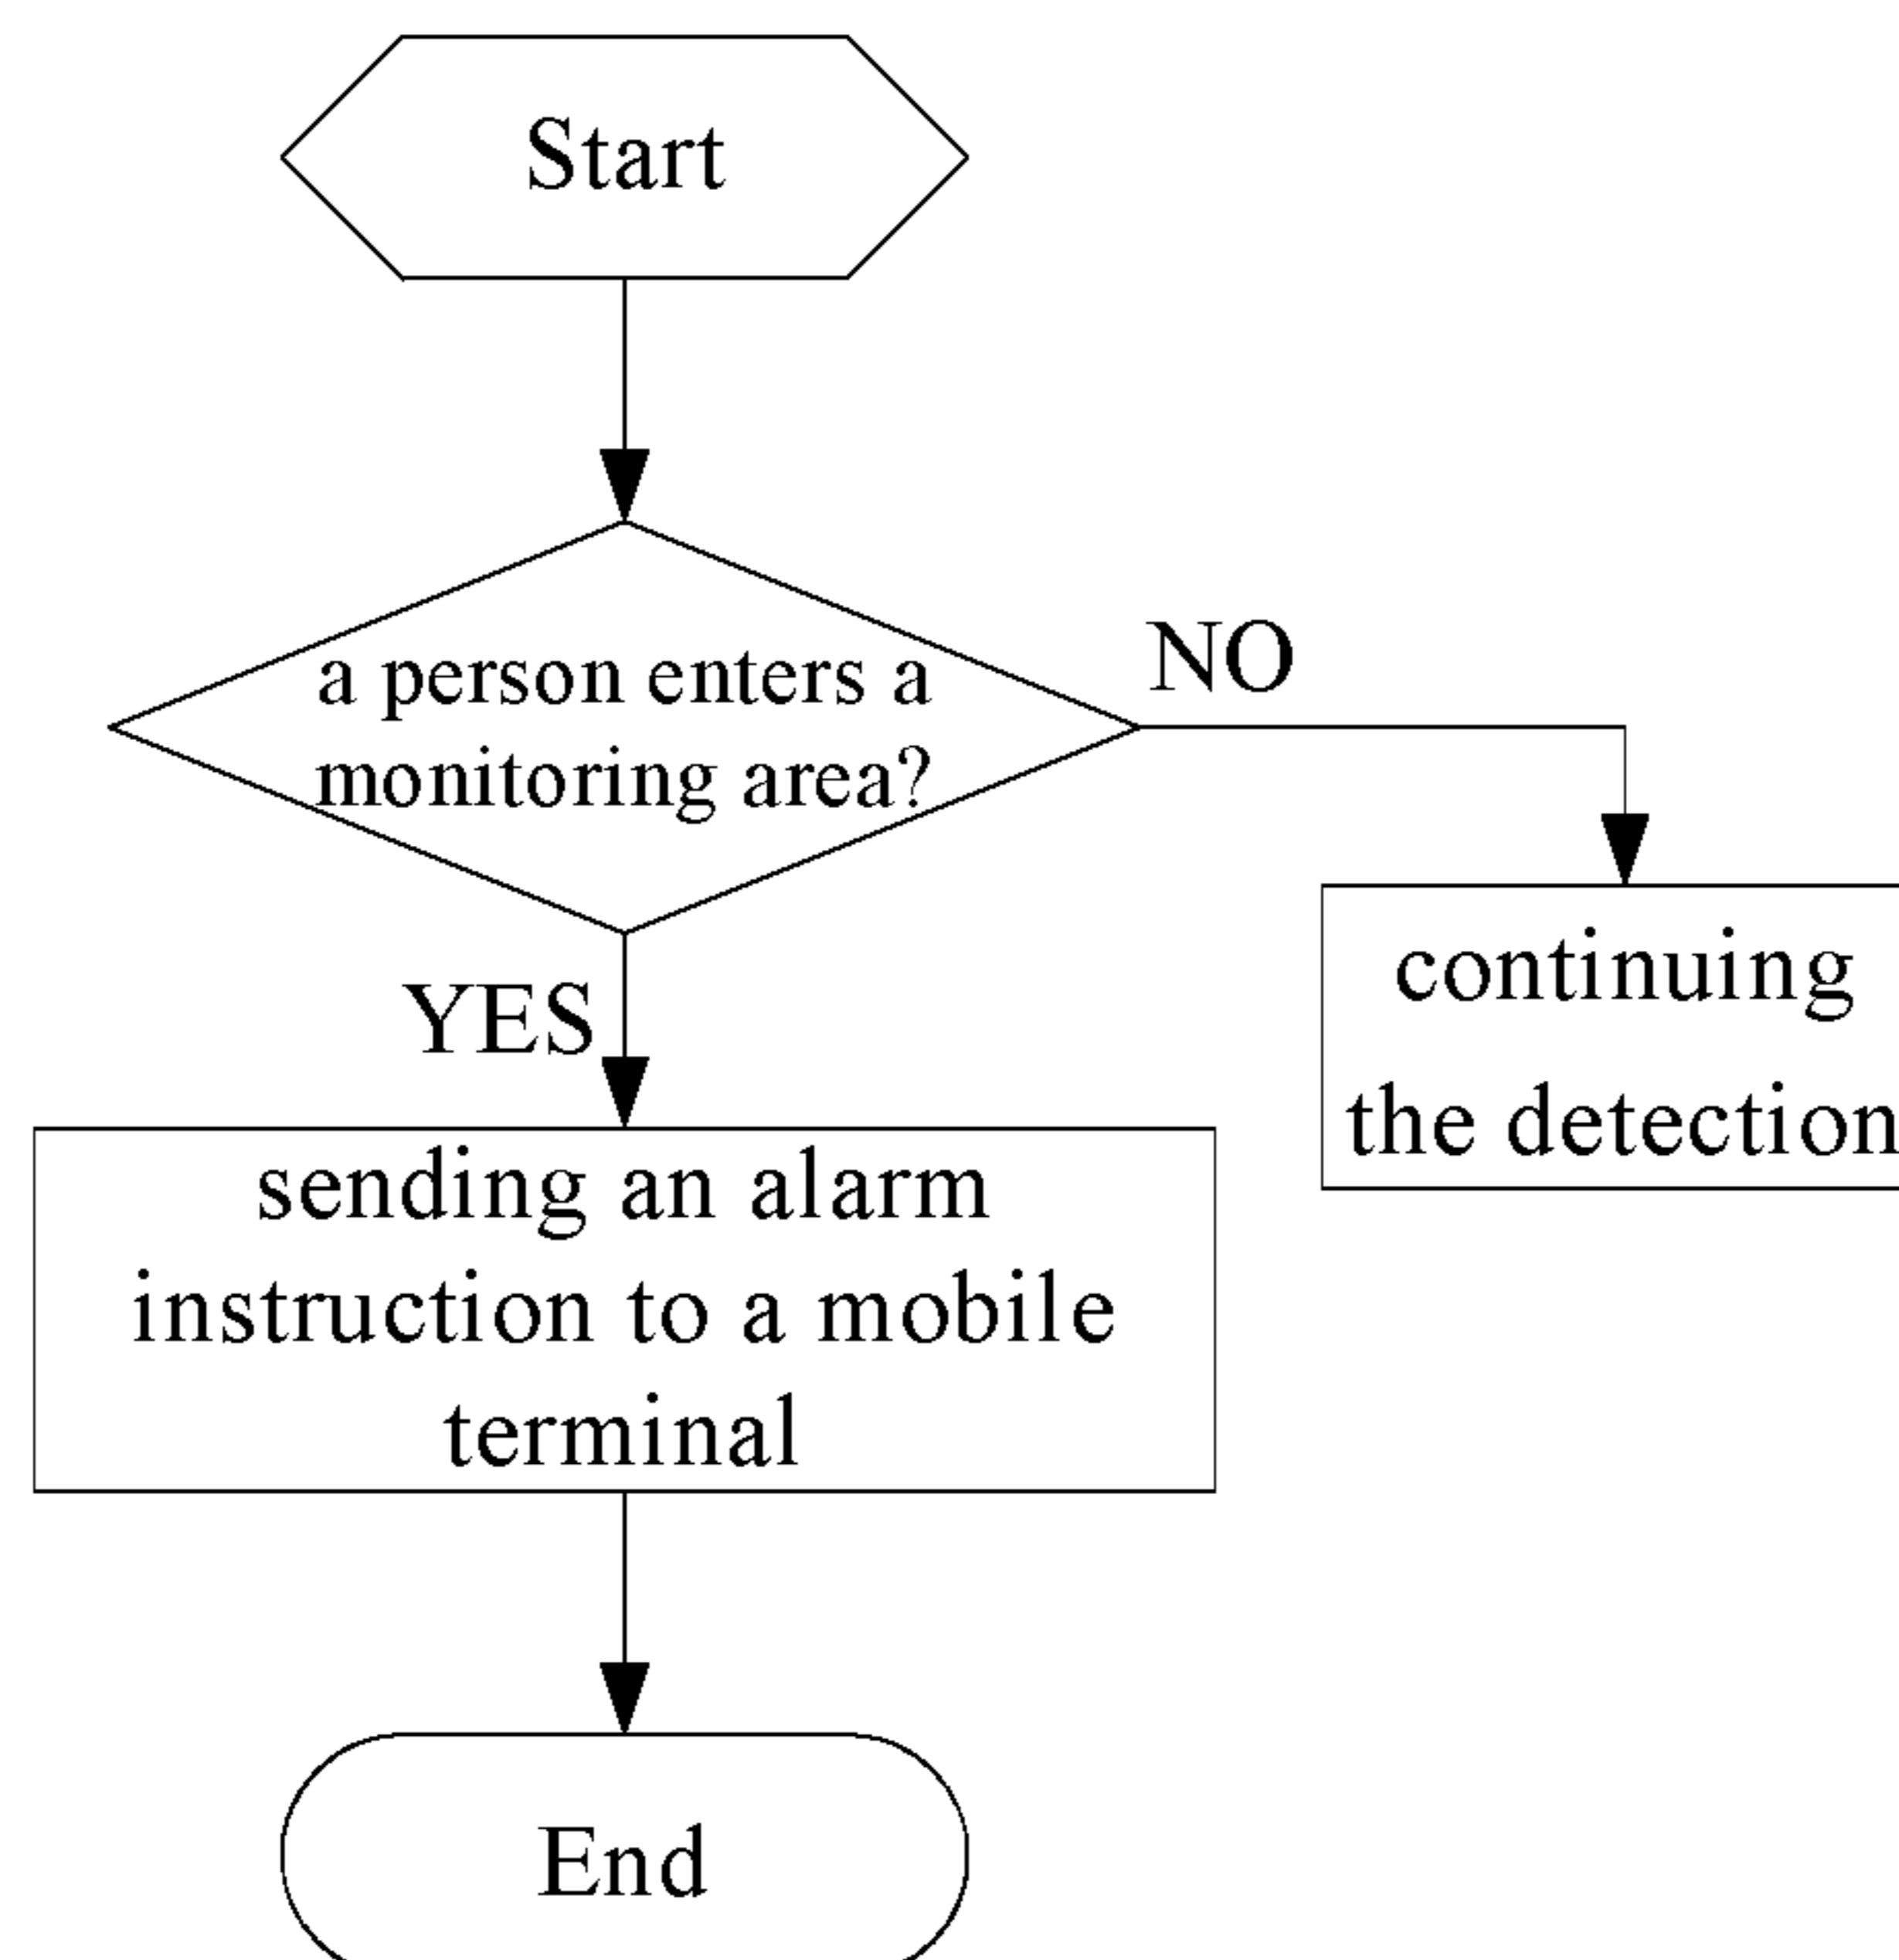 Start
a person enters a
monitoring area?
NO
YES
continuing
the detection
sending an alarm
instruction to a mobile
terminal
End